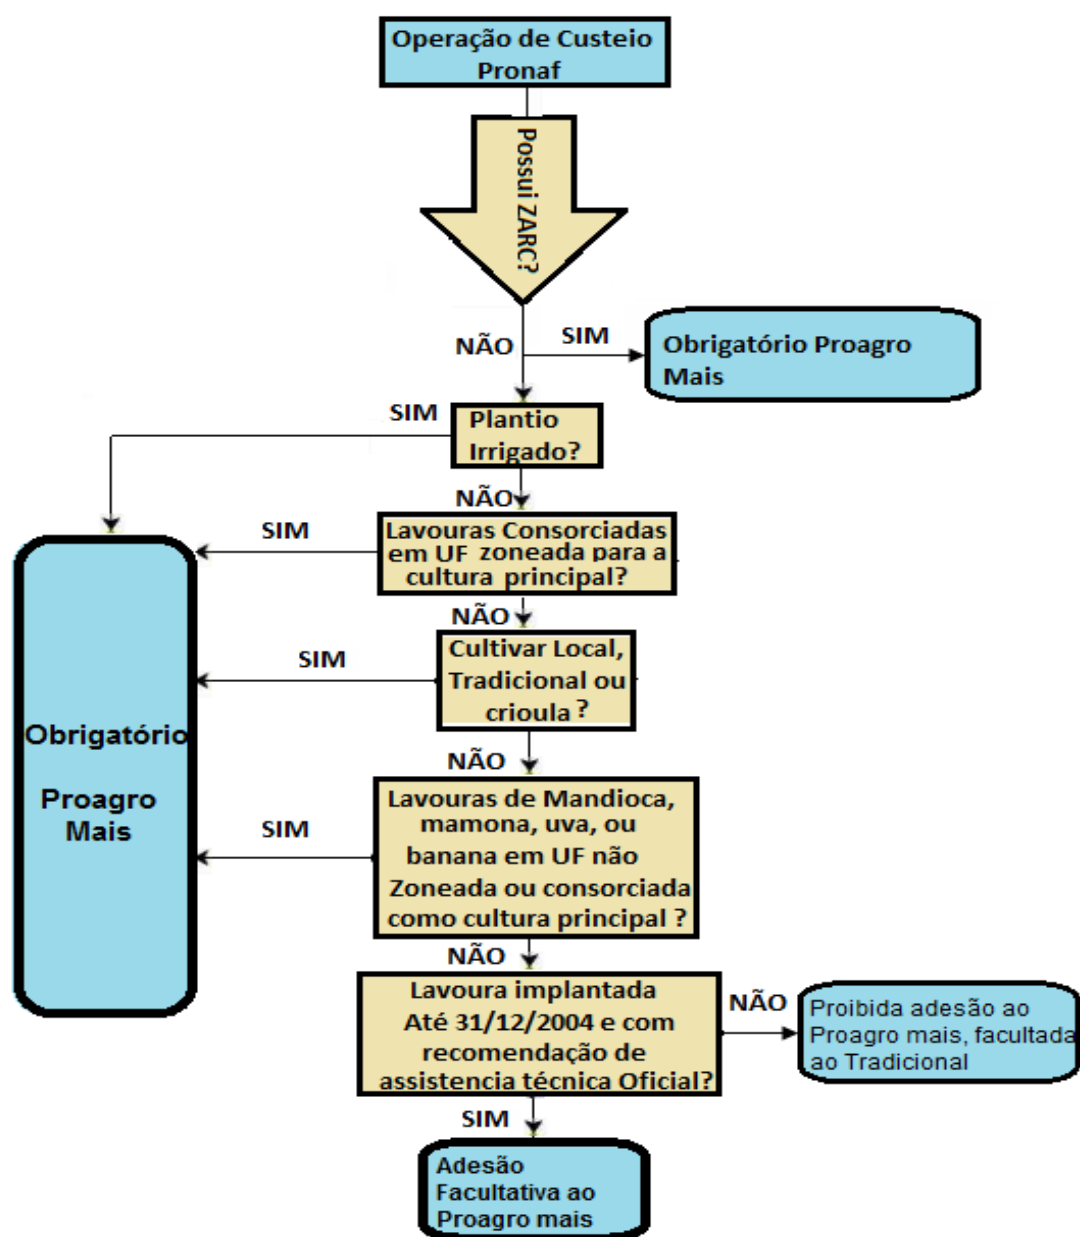 Operação de Custeio
Pronaf
Possui ZARC?
NÃO
SIM
Obrigatório Proagro
Mais
SIM
Plantio
Irrigado?
NÃO
SIM
Lavouras Consorciadas
em UF zoneada para a
cultura principal?
NÃO
SIM
Cultivar Local,
Tradicional ou
crioula ?
Obrigatório
Proagro
Mais
NÃO
SIM
Lavouras de Mandioca,
mamona, uva, ou
banana em UF não
Zoneada ou consorciada
como cultura principal ?
NÃO
Lavoura implantada
Até 31/12/2004 e com
recomendação de
assistencia técnica Oficial?
NÃO
Proibida adesão ao
Proagro mais, facultada
ao Tradicional
SIM
Adesão
Facultativa ao
Proagro mais